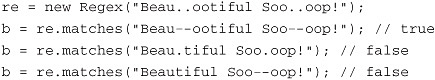 re = new Regex("Beau..ootiful Soo..oop!");
b = re.matches("Beau--ootiful Soo--oop!"); // true
b = re.matches("Beau.tiful Soo.oop!"); // false
b = re.matches("Beautiful Soo--oop!"); // false